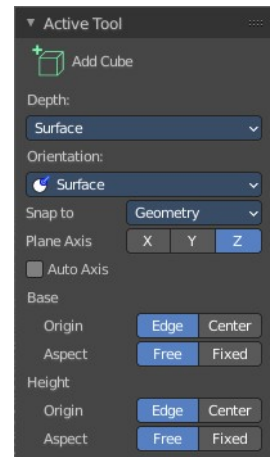 Active Tool
Add Cube
Depth:
Surface
Orientation:
Surface
Snap to Geometry
Plane Axis X Y Z
Auto Axis
Base
Origin Edge Center
Aspect Free Fixed
Height
Origin Edge Center
Aspect Free Fixed